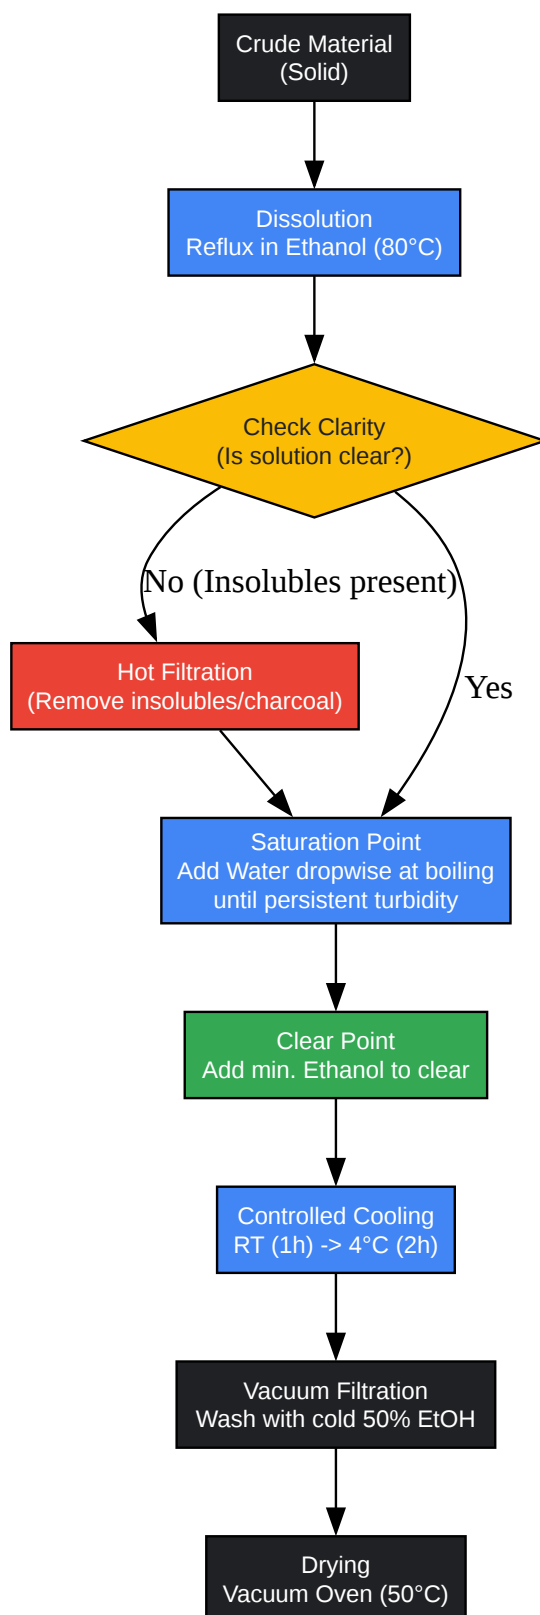 Crude Material
(Solid)
Dissolution
Reflux in Ethanol (80°C)
Check Clarity
(Is solution clear?)
No (Insolubles present)
Hot Filtration
(Remove insolubles/charcoal)
Yes
Saturation Point
Add Water dropwise at boiling
until persistent turbidity
Clear Point
Add min. Ethanol to clear
Controlled Cooling
RT (1h) -> 4°C (2h)
Vacuum Filtration
Wash with cold 50% EtOH
Drying
Vacuum Oven (50°C)